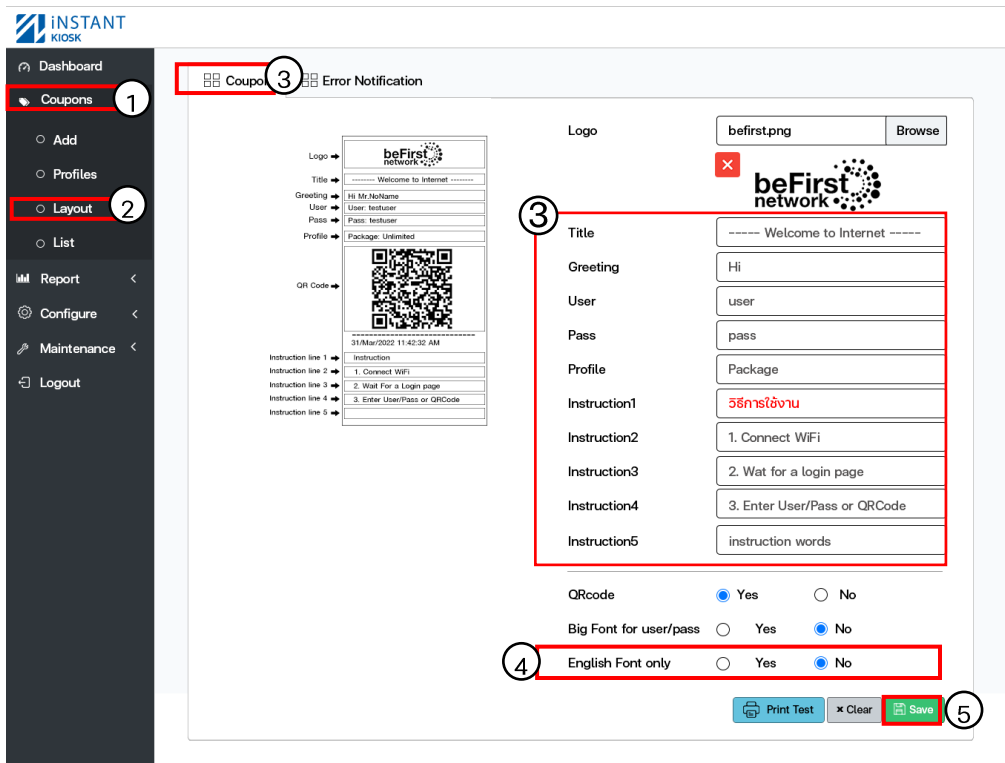 iNSTANT
KIOSK
Dashboard
Coupons
1
Add
Profiles
Layout
2
List
Report
Configure
Maintenance
Logout
3
Error Notification
Logo
beFirst
network
Title
-------- Welcome to Internet --------
Greeting
Hi Mr.NoName
User
User: testuser
Pass
Pass: testuser
Profile
Package: Unlimited
QR Code
31/Mar/2022 11:42:32 AM
Instruction line 1
Instruction
Instruction line 2
1. Connect WiFi
Instruction line 3
2. Wait For a Login page
Instruction line 4
3. Enter User/Pass or QRCode
Instruction line 5
Logo
befirst.png
Browse
beFirst
network
3
Title
----- Welcome to Internet -----
Greeting
Hi
User
user
Pass
pass
Profile
Package
Instruction1
วิธีการใช้งาน
Instruction2
1. Connect WiFi
Instruction3
2. Wat for a login page
Instruction4
3. Enter User/Pass or QRCode
Instruction5
instruction words
QRcode
Yes
No
Big Font for user/pass
Yes
No
4
English Font only
Yes
No
Print Test
× Clear
Save
5